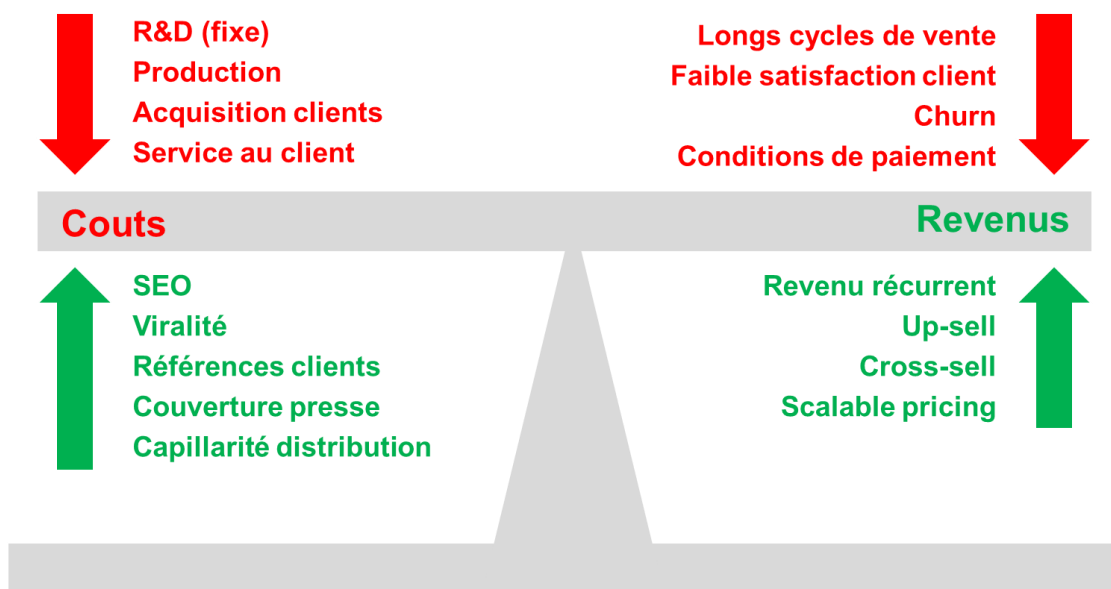 R&D (fixe)
Production
Acquisition clients
Service au client
Longs cycles de vente
Faible satisfaction client
Churn
Conditions de paiement
Couts
Revenus
SEO
Viralité
Références clients
Couverture presse
Capillarité distribution
Revenu récurrent
Up-sell
Cross-sell
Scalable pricing